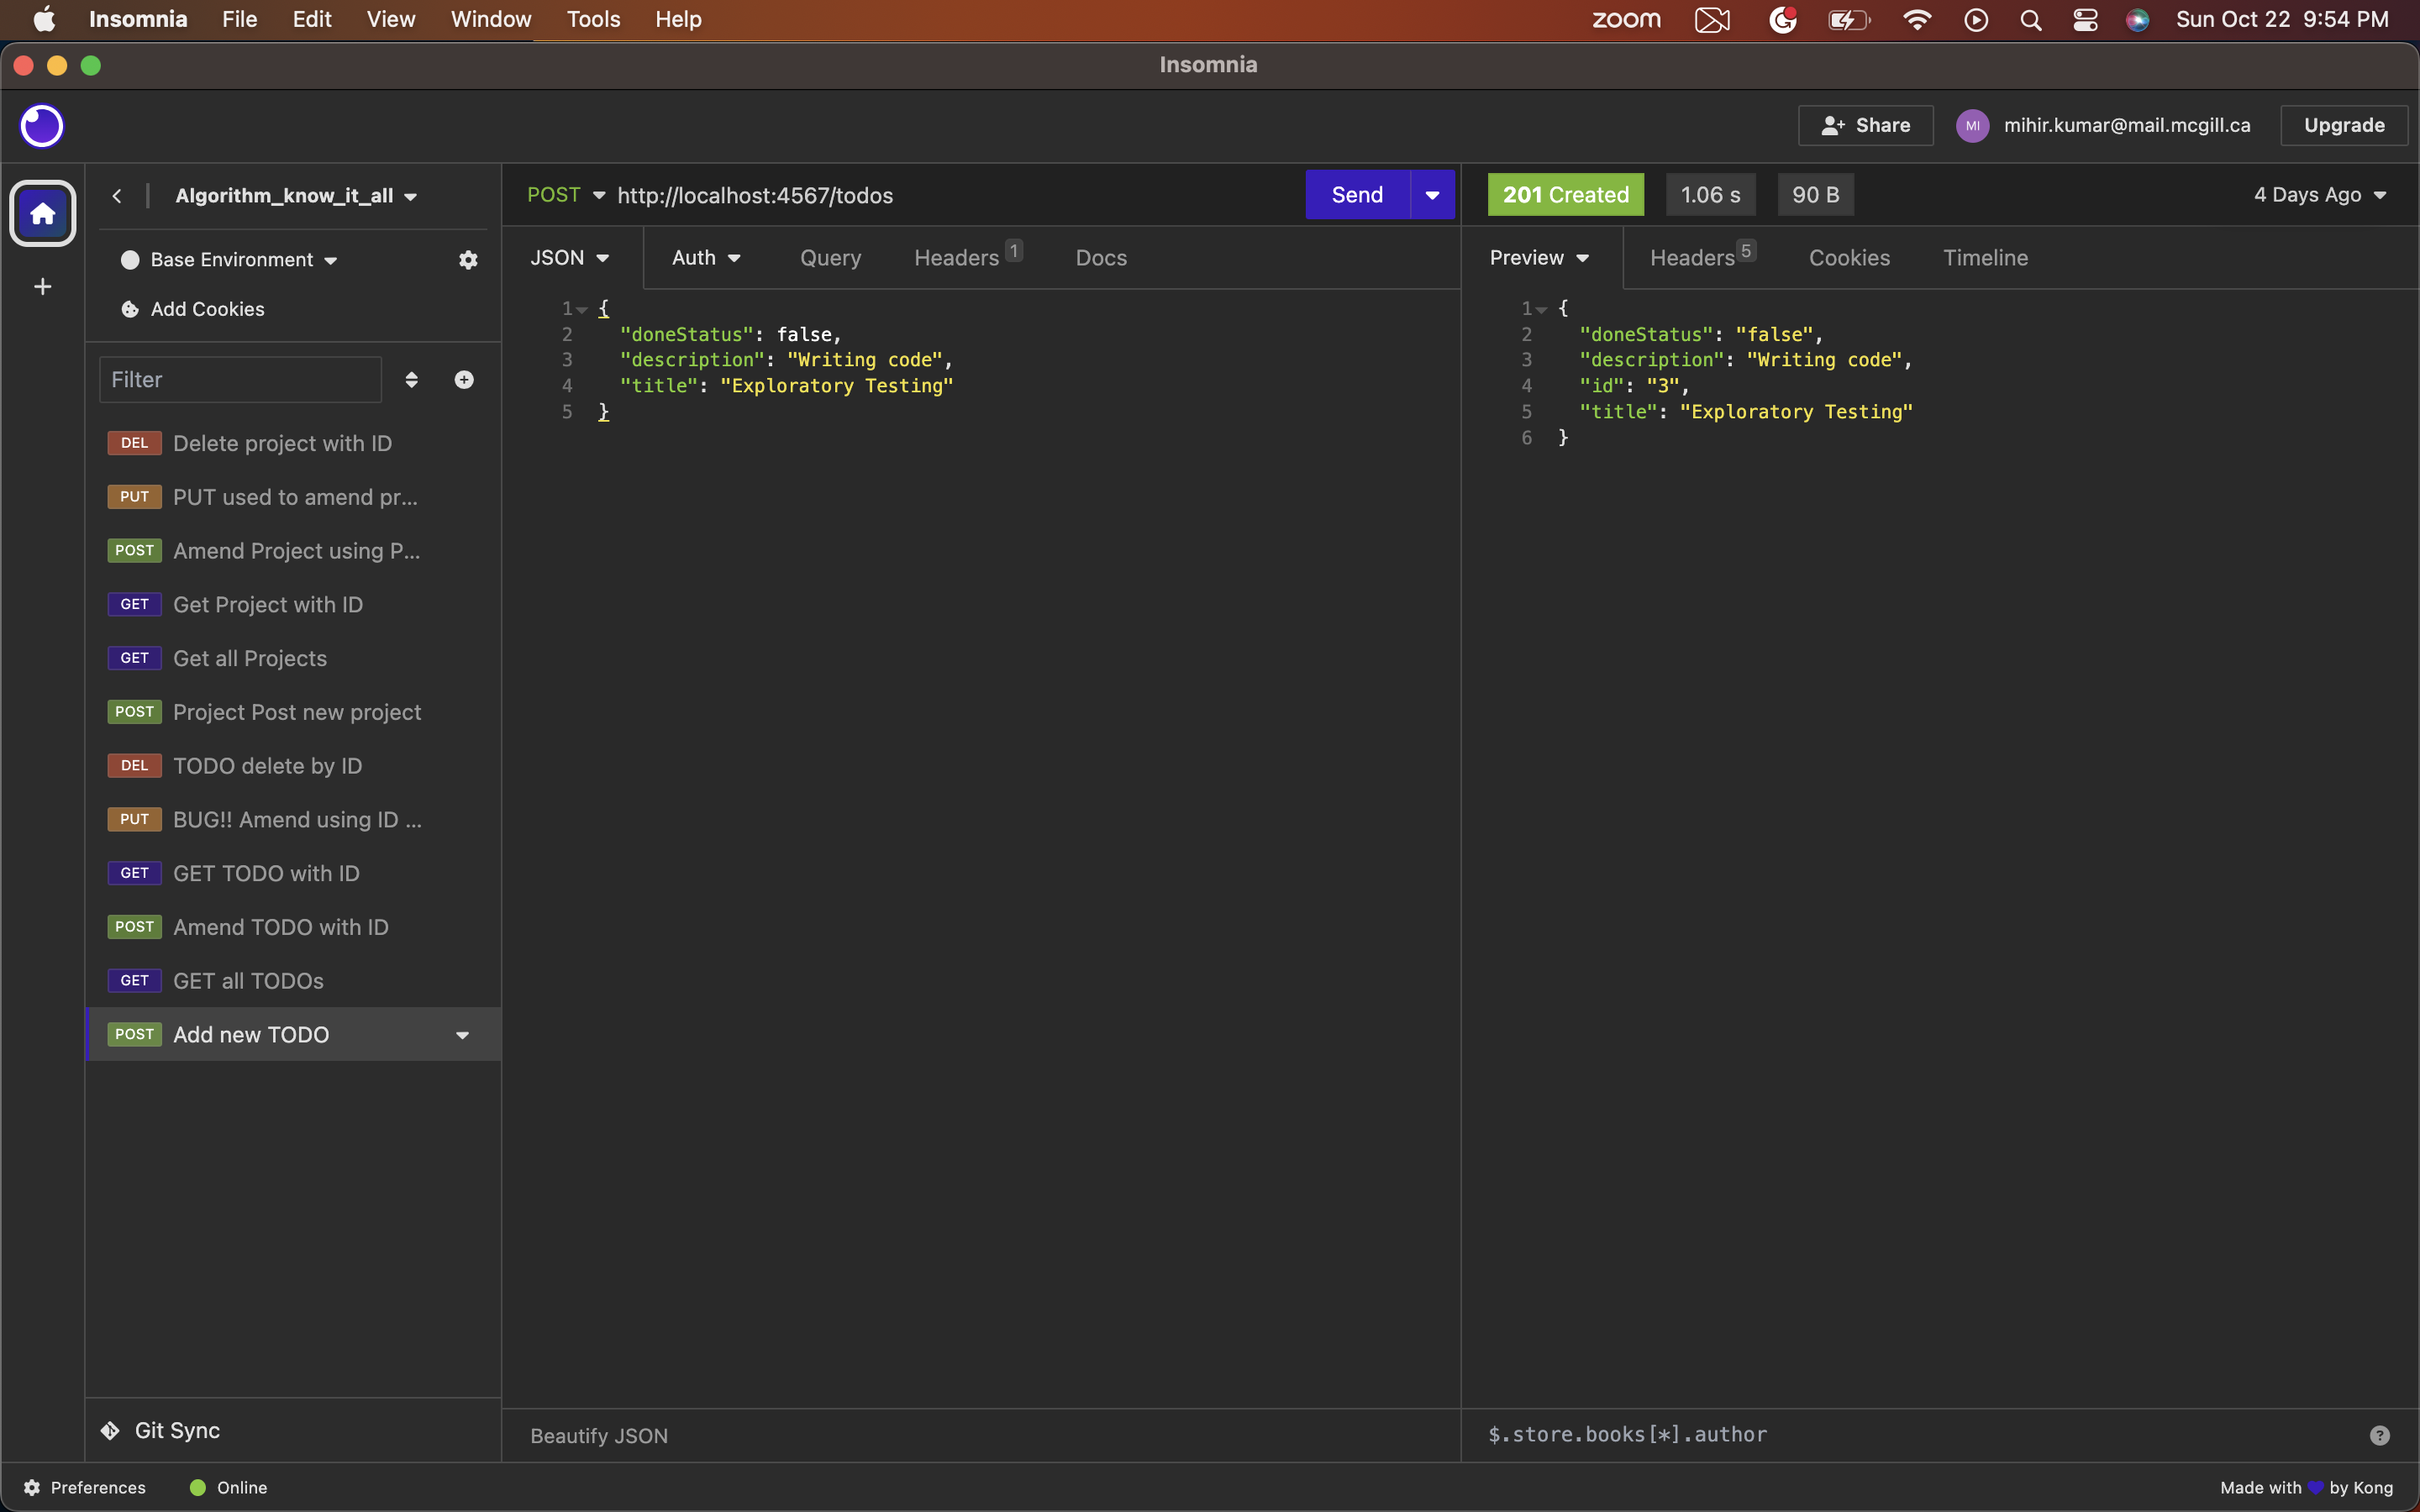 Insomnia File Edit View Window Tools Help zoom Sun Oct 22 9:54 PM
Insomnia
Share MI mihir.kumar@mail.mcgill.ca Upgrade
Algorithm_know_it_all
Base Environment
Add Cookies
Filter
DEL Delete project with ID
PUT PUT used to amend pr...
POST Amend Project using P...
GET Get Project with ID
GET Get all Projects
POST Project Post new project
DEL TODO delete by ID
PUT BUG!! Amend using ID ...
GET GET TODO with ID
POST Amend TODO with ID
GET GET all TODOs
POST Add new TODO
Git Sync
POST http://localhost:4567/todos Send
JSON Auth Query Headers 1 Docs
1 {
2 "doneStatus": false,
3 "description": "Writing code",
4 "title": "Exploratory Testing"
5 }
Beautify JSON
201 Created 1.06 s 90 B 4 Days Ago
Preview Headers 5 Cookies Timeline
1 {
2 "doneStatus": "false",
3 "description": "Writing code",
4 "id": "3",
5 "title": "Exploratory Testing"
6 }
$.store.books[*].author ?
Preferences Online Made with by Kong